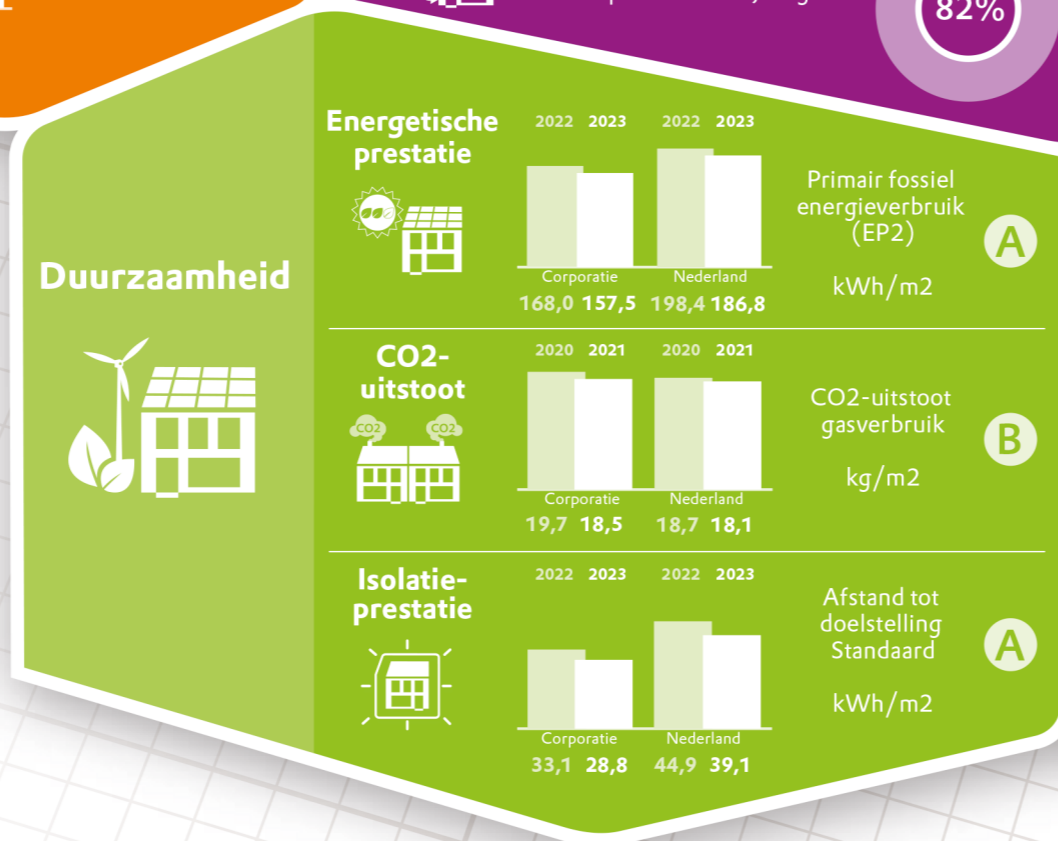 82%
Duurzaamheid
Energetische
prestatie
2022 2023 2022 2023
Corporatie Nederland
168,0 157,5 198,4 186,8
Primair fossiel
energieverbruik
(EP2)
kWh/m2
A
CO2-
uitstoot
CO2 CO2
2020 2021 2020 2021
Corporatie Nederland
19,7 18,5 18,7 18,1
CO2-uitstoot
gasverbruik
kg/m2
B
Isolatie-
prestatie
2022 2023 2022 2023
Corporatie Nederland
33,1 28,8 44,9 39,1
Afstand tot
doelstelling
Standaard
kWh/m2
A